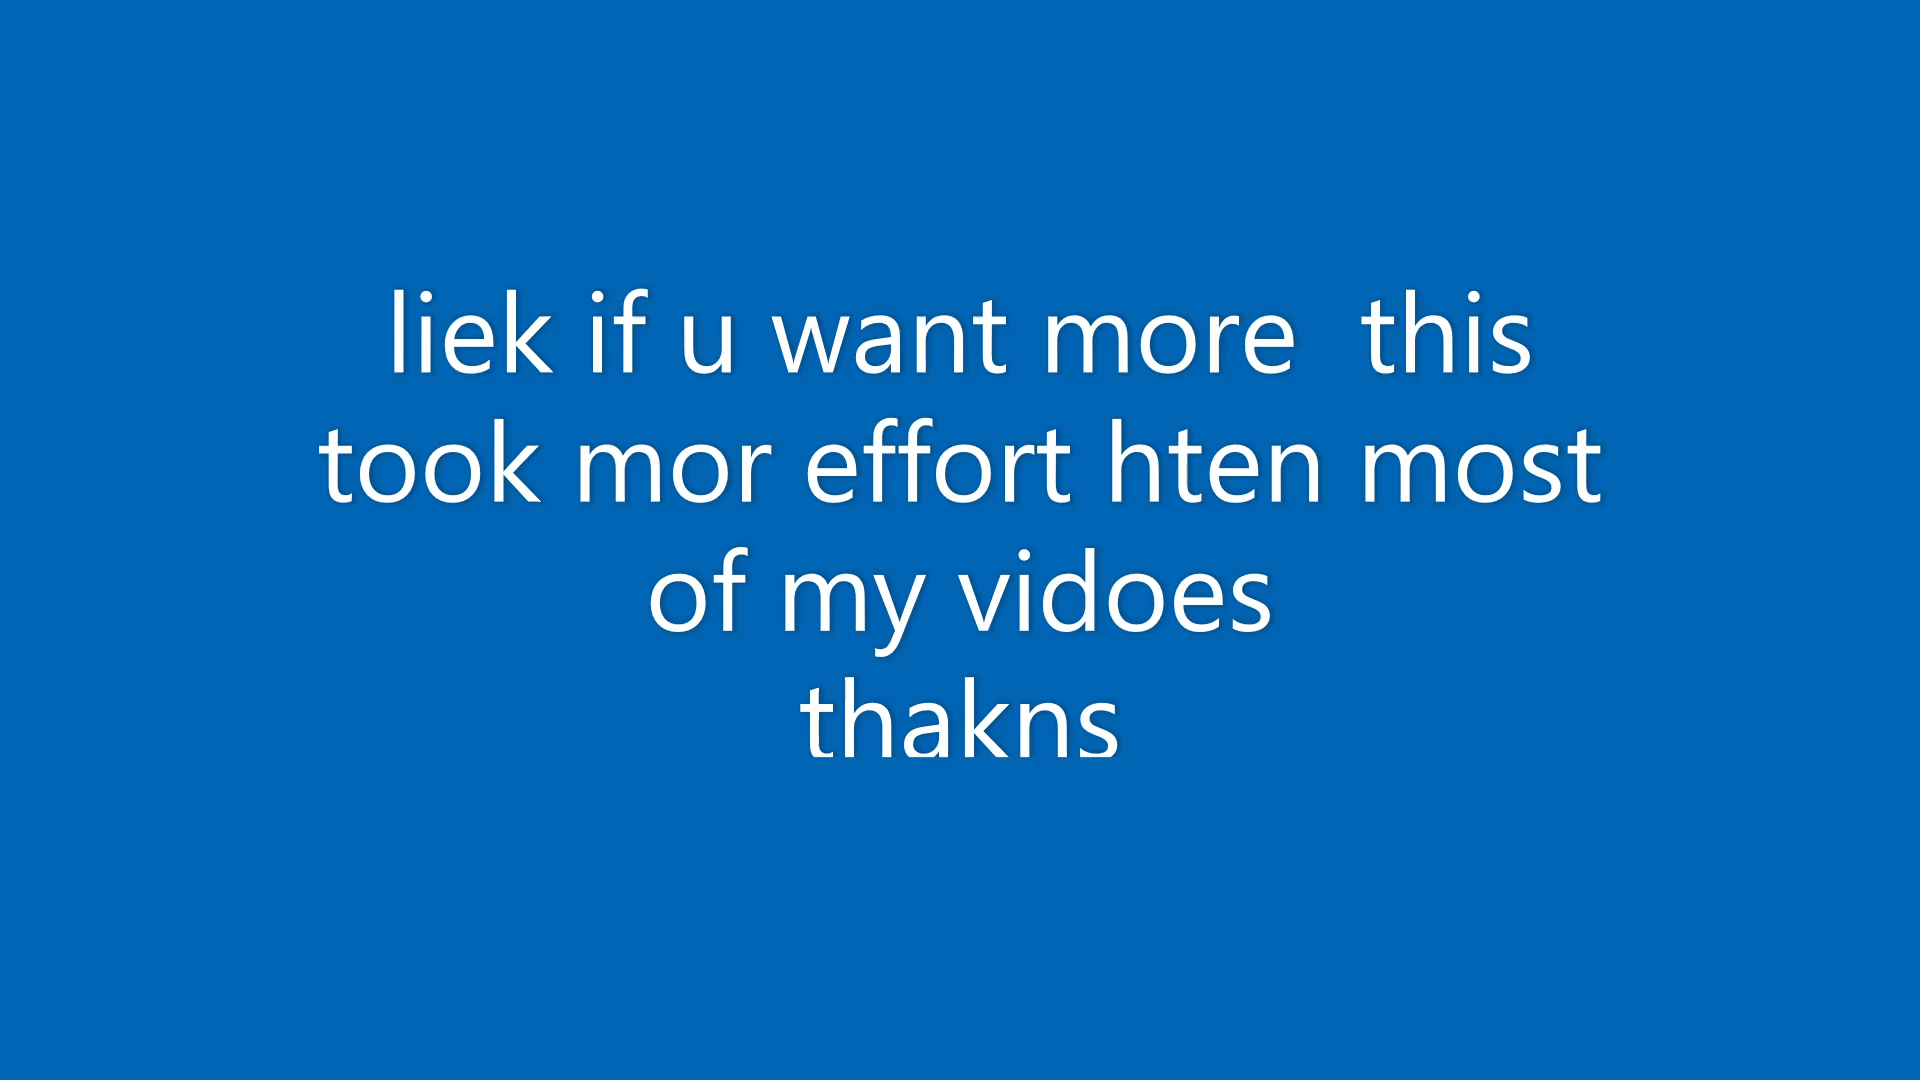 liek if u want more  this
took mor effort hten most
of my vidoes
thakns